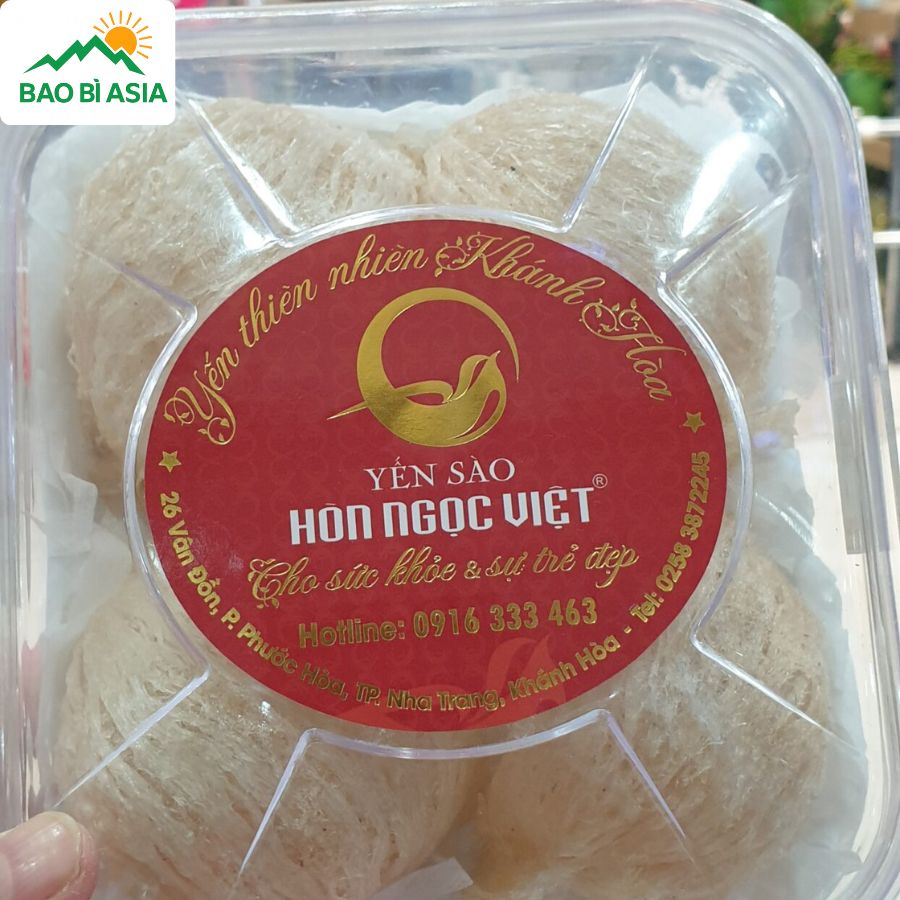 BAO BÌ ASIA
Yến thiên nhiên Khánh Hòa
YẾN SÀO
HÒN NGỌC VIỆT®
Cho sức khỏe & sự trẻ đẹp
Hotline: 0916 333 463
26 Vân Đồn, P. Phước Hòa, TP. Nha Trang, Khánh Hòa - Tel: 0258 3872245